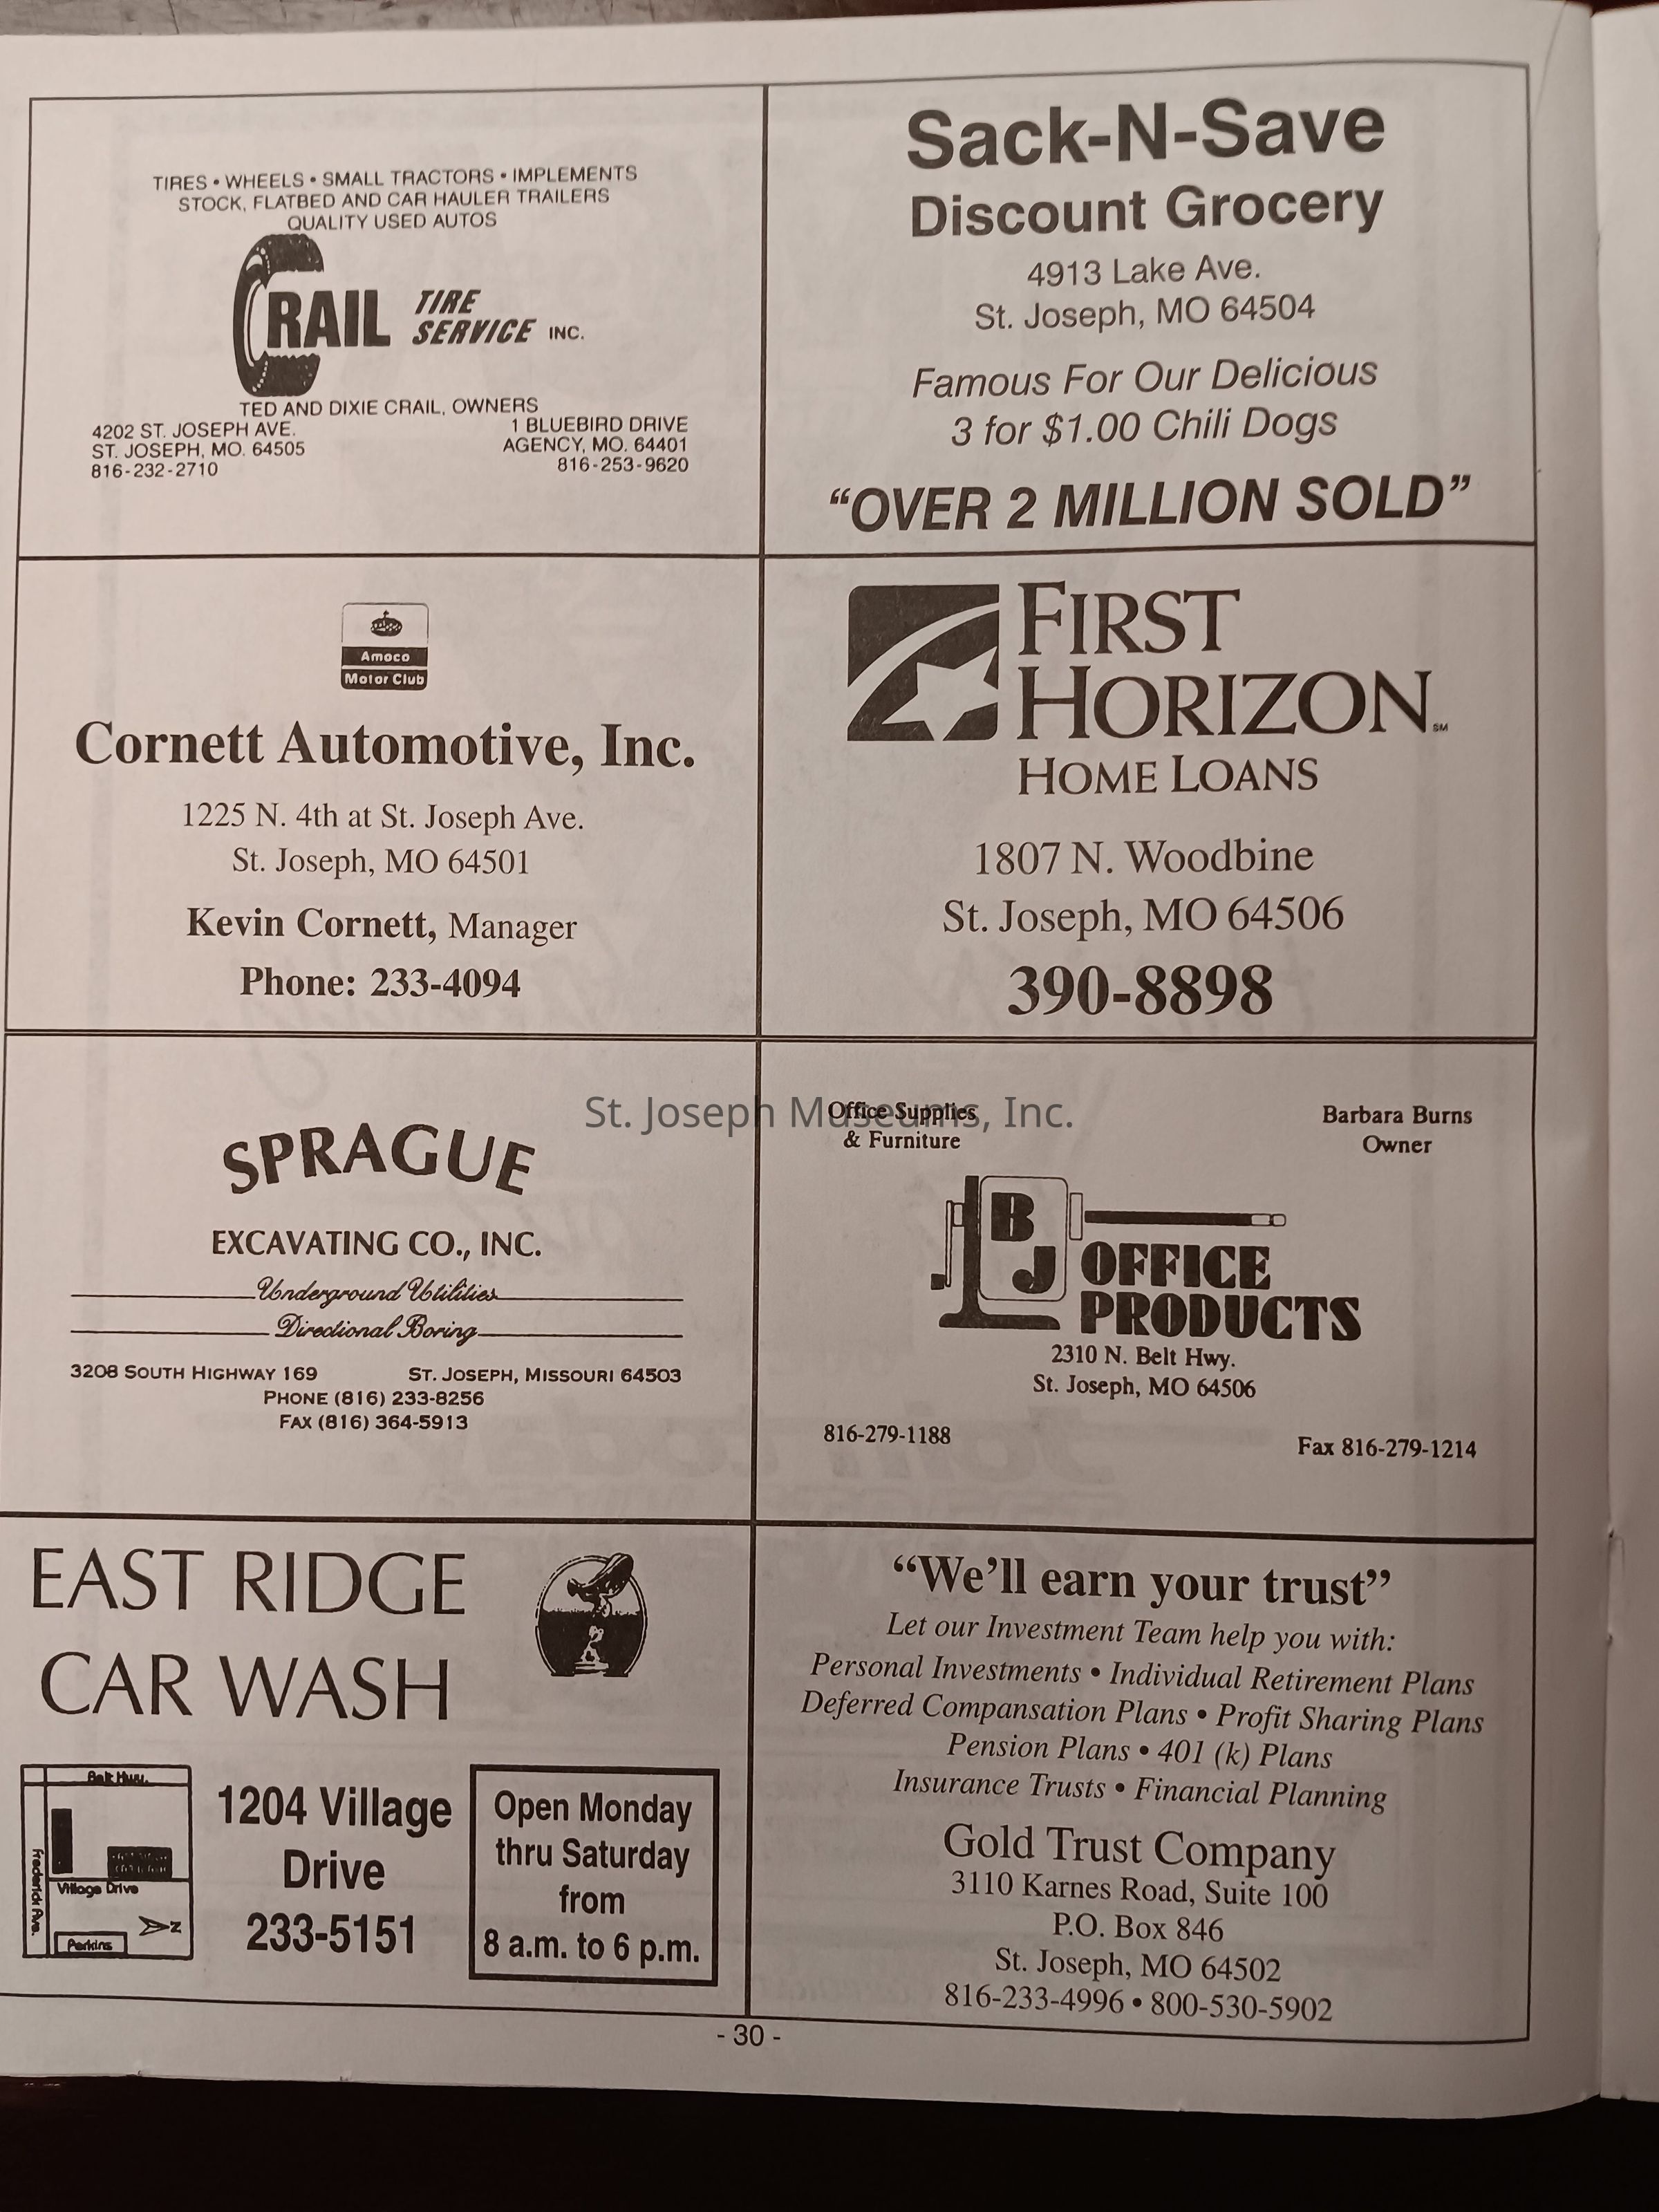 TIRES • WHEELS • SMALL TRACTORS • IMPLEMENTS
STOCK, FLATBED AND CAR HAULER TRAILERS
QUALITY USED AUTOS
CRAIL TIRE
SERVICE INC.
TED AND DIXIE CRAIL, OWNERS
4202 ST. JOSEPH AVE.
ST. JOSEPH, MO. 64505
816-232-2710
1 BLUEBIRD DRIVE
AGENCY, MO. 64401
816-253-9620
Sack-N-Save
Discount Grocery
4913 Lake Ave.
St. Joseph, MO 64504
Famous For Our Delicious
3 for $1.00 Chili Dogs
“OVER 2 MILLION SOLD”
Amoco
Motor Club
Cornett Automotive, Inc.
1225 N. 4th at St. Joseph Ave.
St. Joseph, MO 64501
Kevin Cornett, Manager
Phone: 233-4094
FIRST
HORIZON SM
HOME LOANS
1807 N. Woodbine
St. Joseph, MO 64506
390-8898
St. Joseph Museums, Inc.
SPRAGUE
EXCAVATING CO., INC.
Underground Utilities
Directional Boring
3208 SOUTH HIGHWAY 169 ST. JOSEPH, MISSOURI 64503
PHONE (816) 233-8256
FAX (816) 364-5913
Office Supplies
& Furniture
Barbara Burns
Owner
BJ OFFICE
PRODUCTS
2310 N. Belt Hwy.
St. Joseph, MO 64506
816-279-1188
Fax 816-279-1214
EAST RIDGE
CAR WASH
Belt Hwy.
Frederick Ave.
Village Drive
N
Perkins
1204 Village
Drive
233-5151
Open Monday
thru Saturday
from
8 a.m. to 6 p.m.
“We’ll earn your trust”
Let our Investment Team help you with:
Personal Investments • Individual Retirement Plans
Deferred Compansation Plans • Profit Sharing Plans
Pension Plans • 401 (k) Plans
Insurance Trusts • Financial Planning
Gold Trust Company
3110 Karnes Road, Suite 100
P.O. Box 846
St. Joseph, MO 64502
816-233-4996 • 800-530-5902
- 30 -